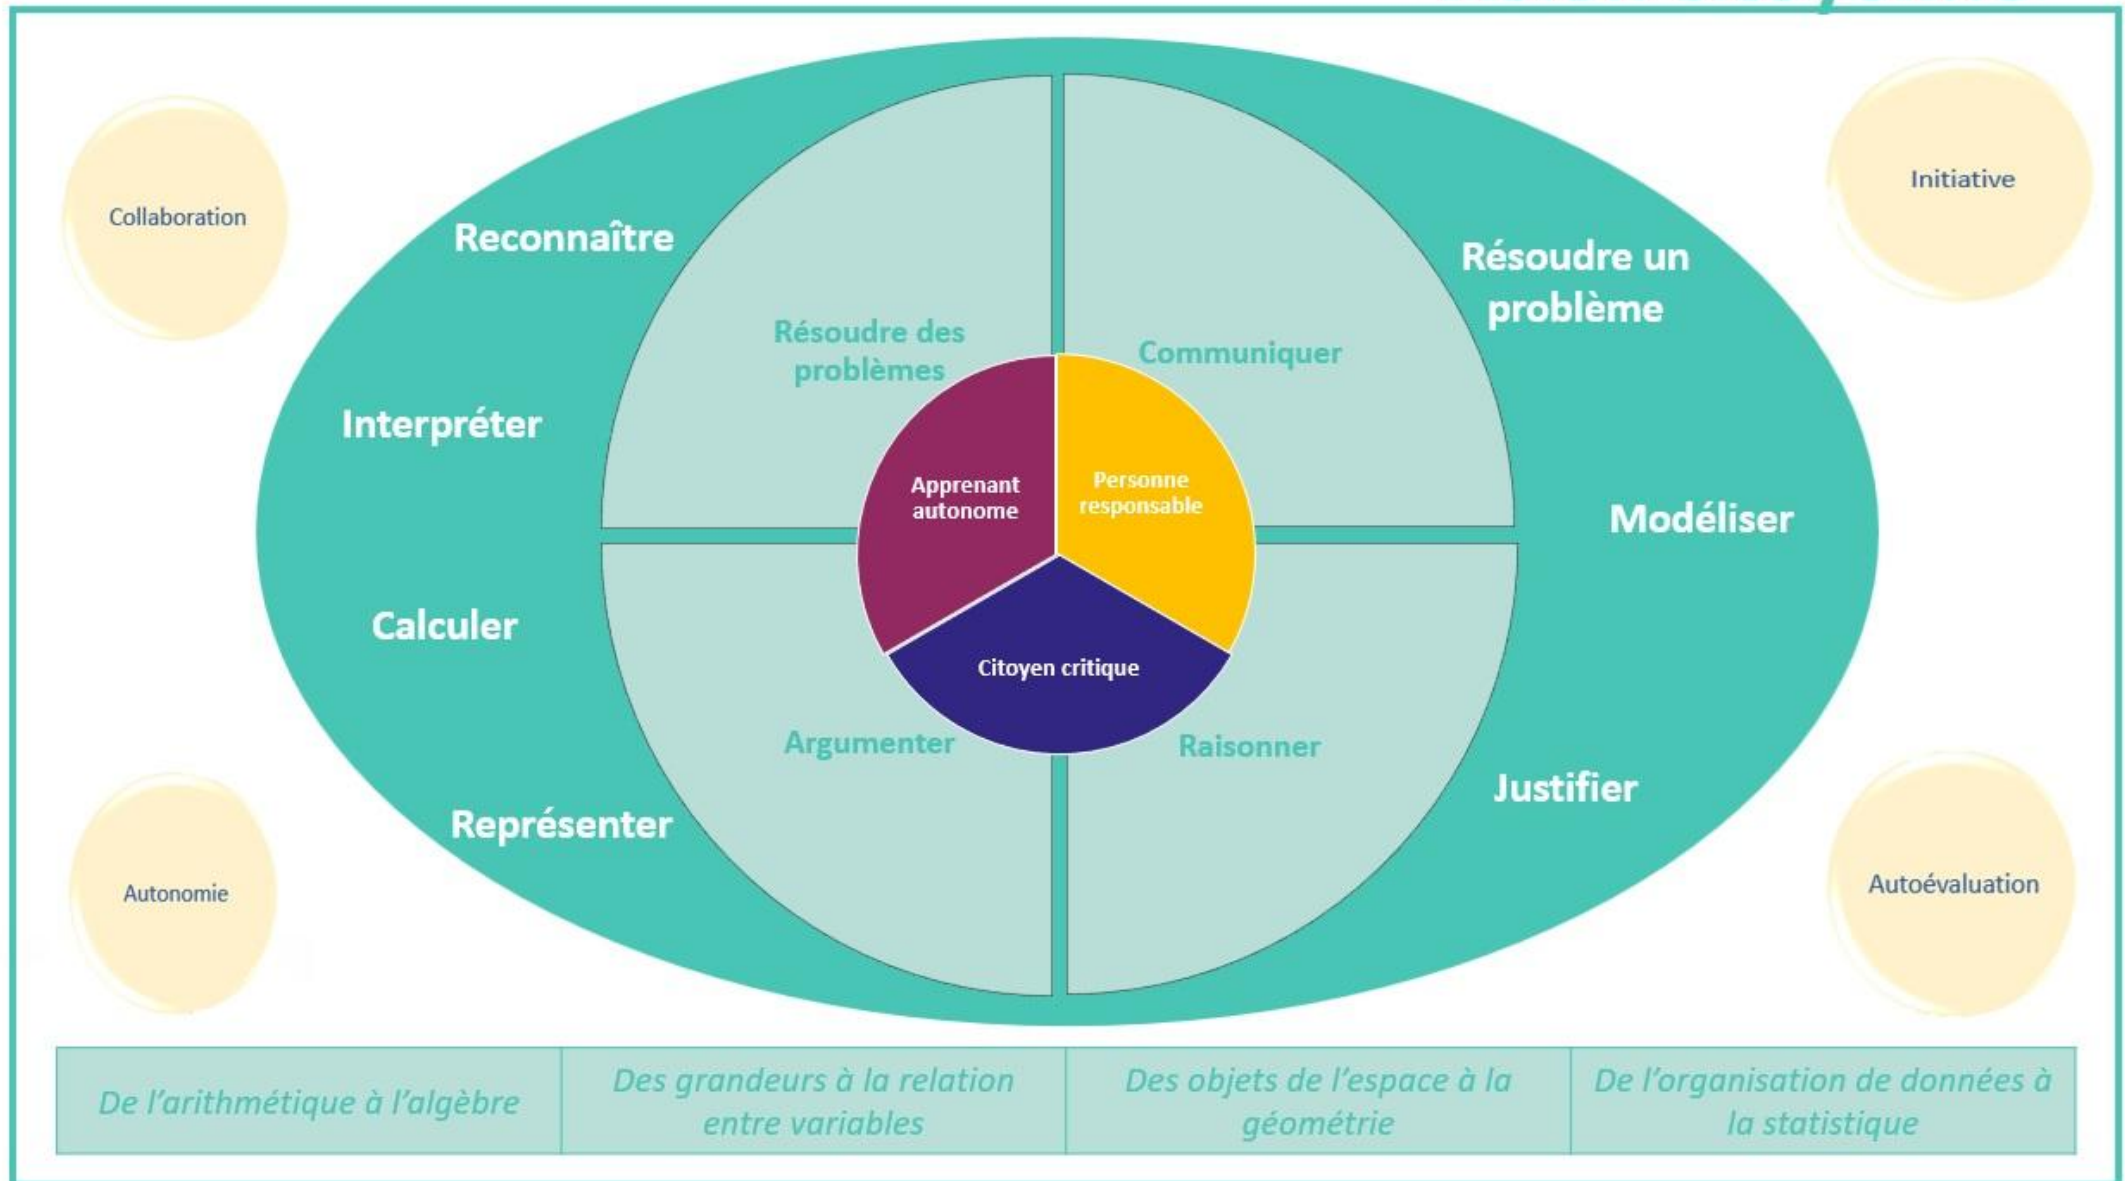 Collaboration
Initiative
Reconnaître
Résoudre un
problème
Résoudre des
problèmes
Communiquer
Interpréter
Apprenant
autonome
Personne
responsable
Modéliser
Calculer
Citoyen critique
Argumenter
Raisonner
Justifier
Représenter
Autonomie
Autoévaluation
De l’arithmétique à l’algèbre
Des grandeurs à la relation
entre variables
Des objets de l’espace à la
géométrie
De l’organisation de données à
la statistique